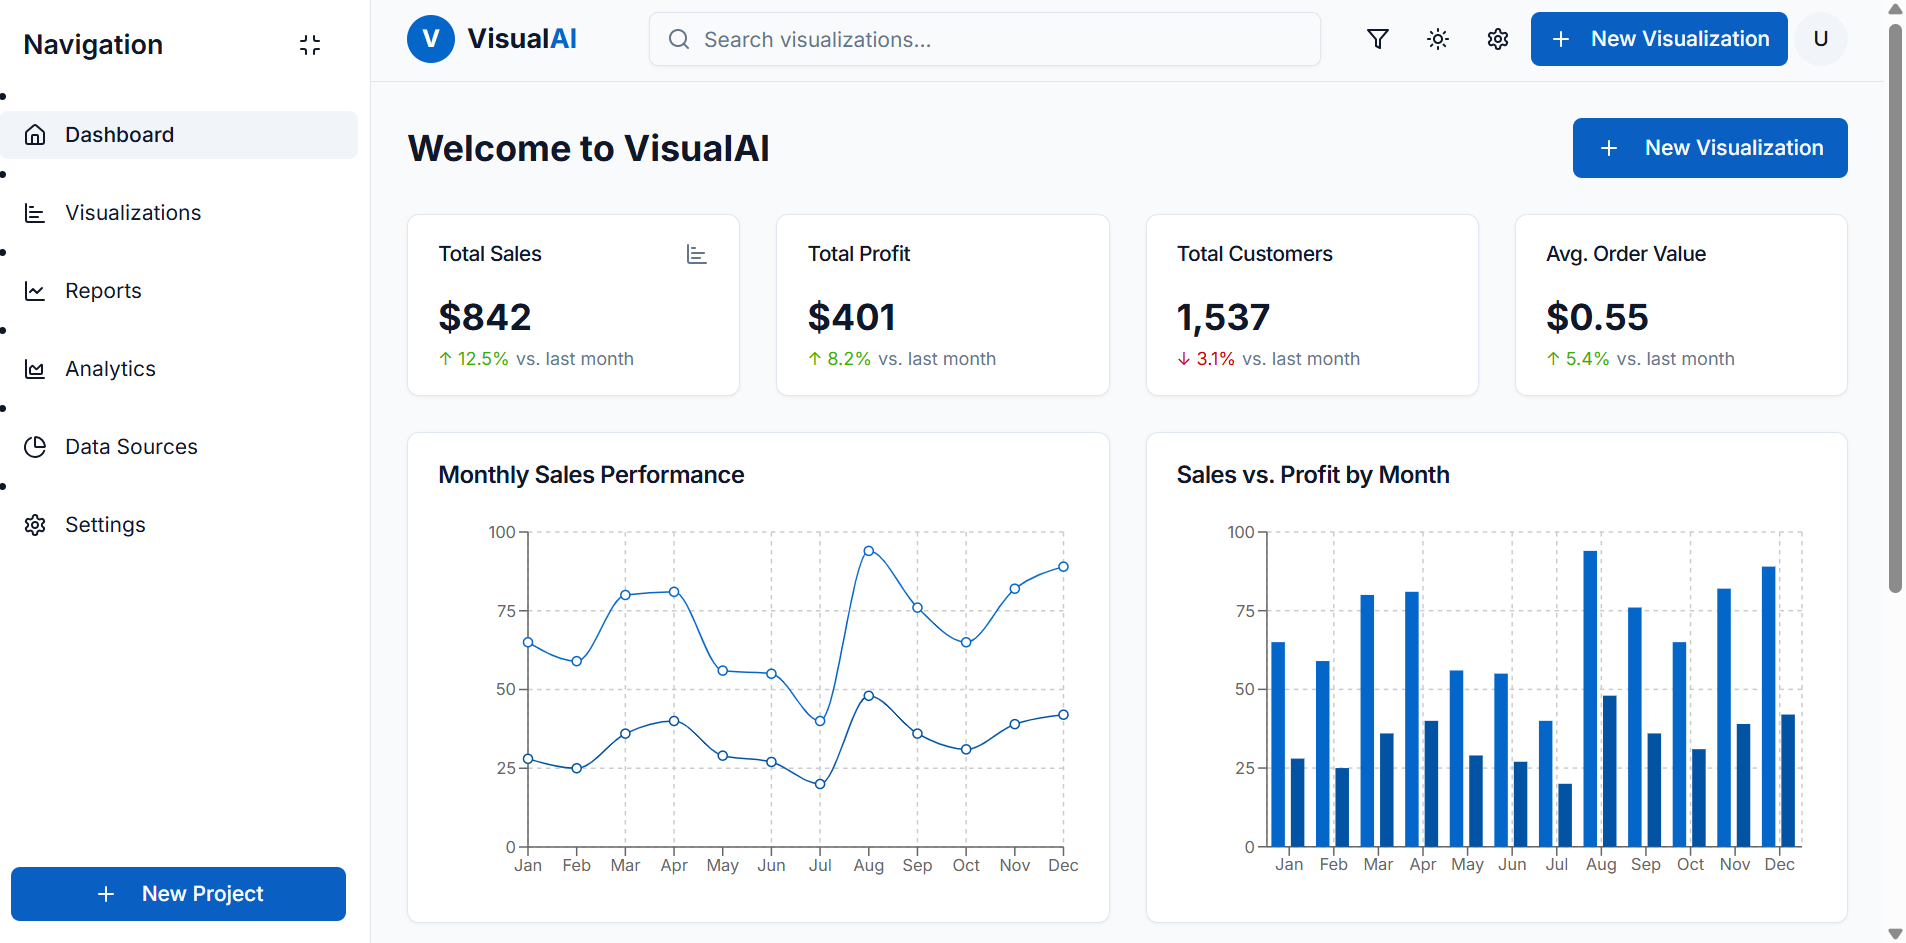 Navigation
Dashboard
Visualizations
Reports
Analytics
Data Sources
Settings
New Project
V VisualAI
Search visualizations...
New Visualization
U
Welcome to VisualAI
New Visualization
Total Sales
$842
↑ 12.5% vs. last month
Total Profit
$401
↑ 8.2% vs. last month
Total Customers
1,537
↓ 3.1% vs. last month
Avg. Order Value
$0.55
↑ 5.4% vs. last month
Monthly Sales Performance
100
75
50
25
0
Jan Feb Mar Apr May Jun Jul Aug Sep Oct Nov Dec
Sales vs. Profit by Month
100
75
50
25
0
Jan Feb Mar Apr May Jun Jul Aug Sep Oct Nov Dec